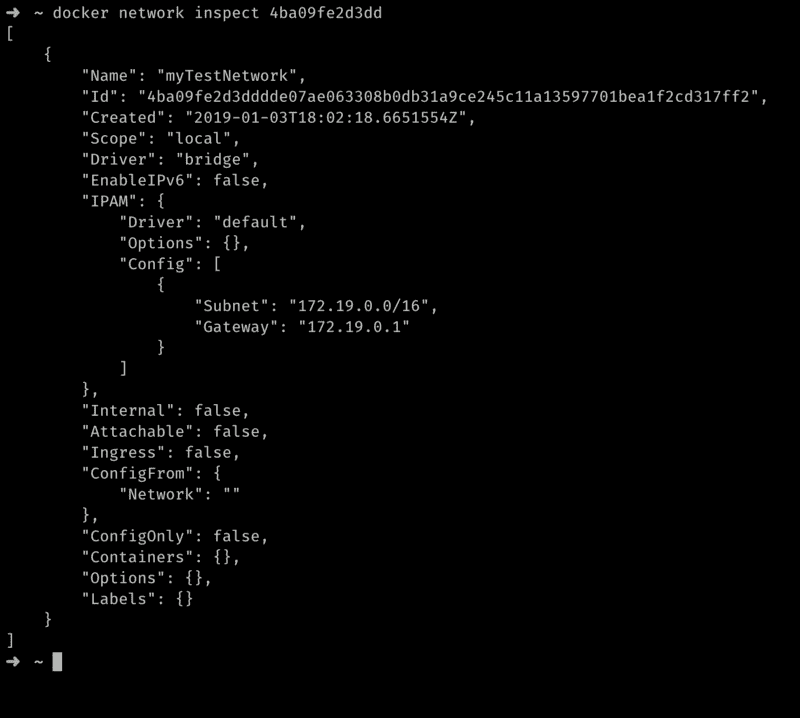 ➜ ~ docker network inspect 4ba09fe2d3dd
[
    {
        "Name": "myTestNetwork",
        "Id": "4ba09fe2d3dddde07ae063308b0db31a9ce245c11a13597701bea1f2cd317ff2",
        "Created": "2019-01-03T18:02:18.6651554Z",
        "Scope": "local",
        "Driver": "bridge",
        "EnableIPv6": false,
        "IPAM": {
            "Driver": "default",
            "Options": {},
            "Config": [
                {
                    "Subnet": "172.19.0.0/16",
                    "Gateway": "172.19.0.1"
                }
            ]
        },
        "Internal": false,
        "Attachable": false,
        "Ingress": false,
        "ConfigFrom": {
            "Network": ""
        },
        "ConfigOnly": false,
        "Containers": {},
        "Options": {},
        "Labels": {}
    }
]
➜ ~